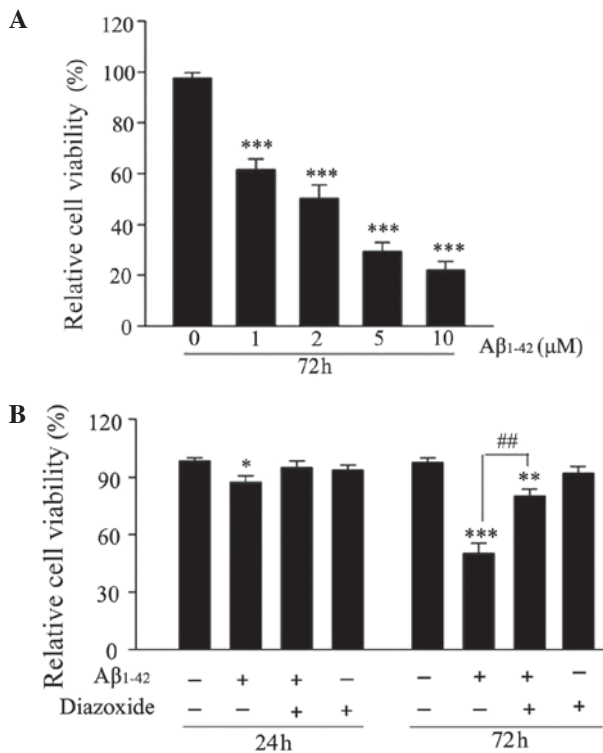 A
Relative cell viability (%)
120
100
80
60
40
20
0
***
***
***
***
0 1 2 5 10 Aβ1-42 (μM)
72h
B
Relative cell viability (%)
120
90
60
90
0
*
##
**
***
Aβ1-42 − + + − − + + −
Diazoxide − − + + − − + +
24h 72h